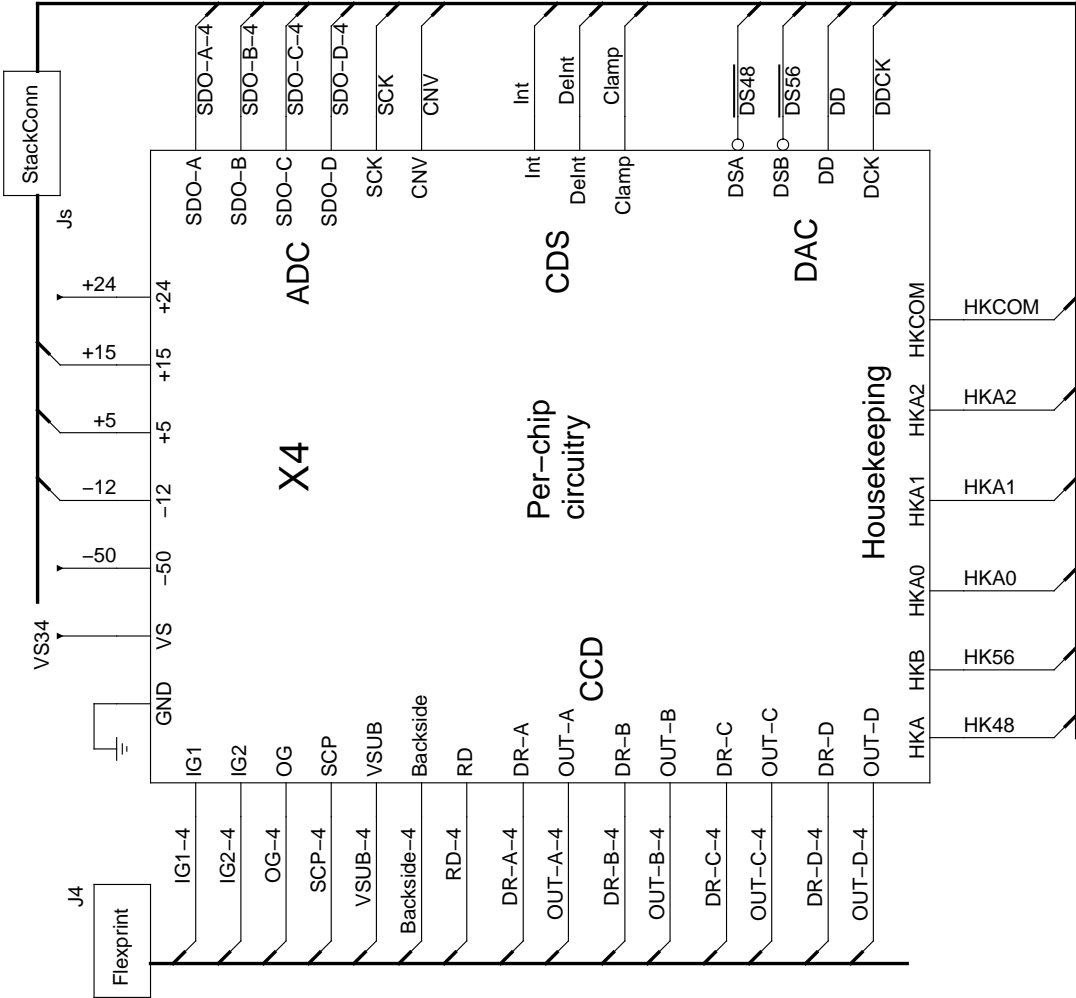 StackConn
Js
SDO−A−4
SDO−B−4
SDO−C−4
SDO−D−4
SCK
CNV
Int
DeInt
Clamp
DS48
DS56
DD
DDCK
SDO−A
SDO−B
SDO−C
SDO−D
SCK
CNV
Int
DeInt
Clamp
DSA
DSB
DD
DCK
ADC
CDS
DAC
VS34
−50
−12
+5
+15
+24
GND
VS
−50
−12
+5
+15
+24
X4
Per−chip
circuitry
Housekeeping
CCD
HKA
HKB
HKA0
HKA1
HKA2
HKCOM
HK48
HK56
HKA0
HKA1
HKA2
HKCOM
IG1
IG2
OG
SCP
VSUB
Backside
RD
DR−A
OUT−A
DR−B
OUT−B
DR−C
OUT−C
DR−D
OUT−D
IG1−4
IG2−4
OG−4
SCP−4
VSUB−4
Backside−4
RD−4
DR−A−4
OUT−A−4
DR−B−4
OUT−B−4
DR−C−4
OUT−C−4
DR−D−4
OUT−D−4
J4
Flexprint